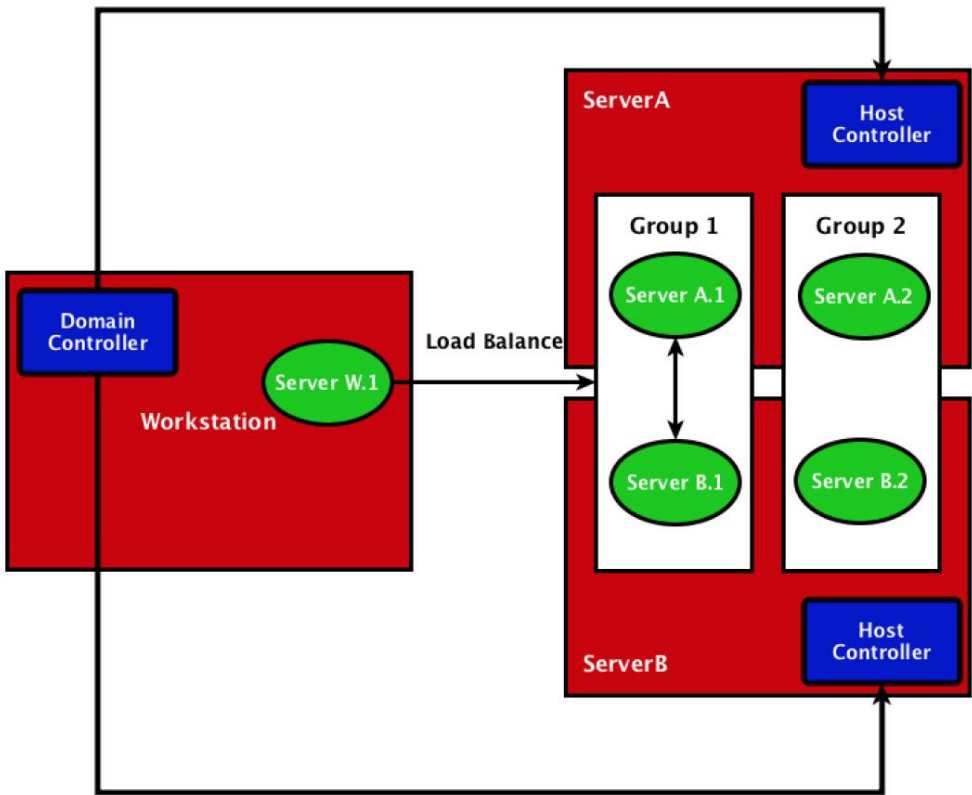 ServerA
Host
Controller
Group 1
Group 2
Server A.1
Server A.2
Domain
Controller
Load Balance
Server W.1
Workstation
Server B.1
Server B.2
Host
Controller
ServerB